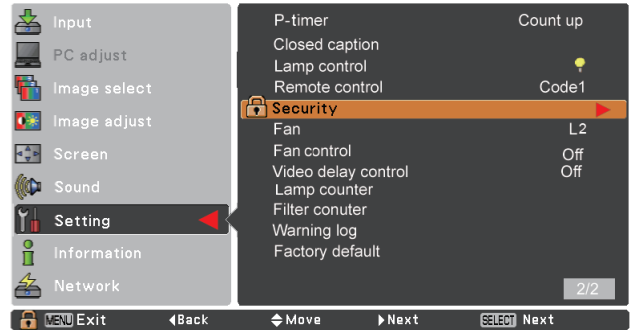 Input
PC adjust
Image select
Image adjust
Screen
Sound
Setting
Information
Network
P-timer Count up
Closed caption
Lamp control
Remote control Code1
Security
Fan L2
Fan control Off
Video delay control Off
Lamp counter
Filter conuter
Warning log
Factory default
2/2
MENU Exit Back Move Next SELECT Next